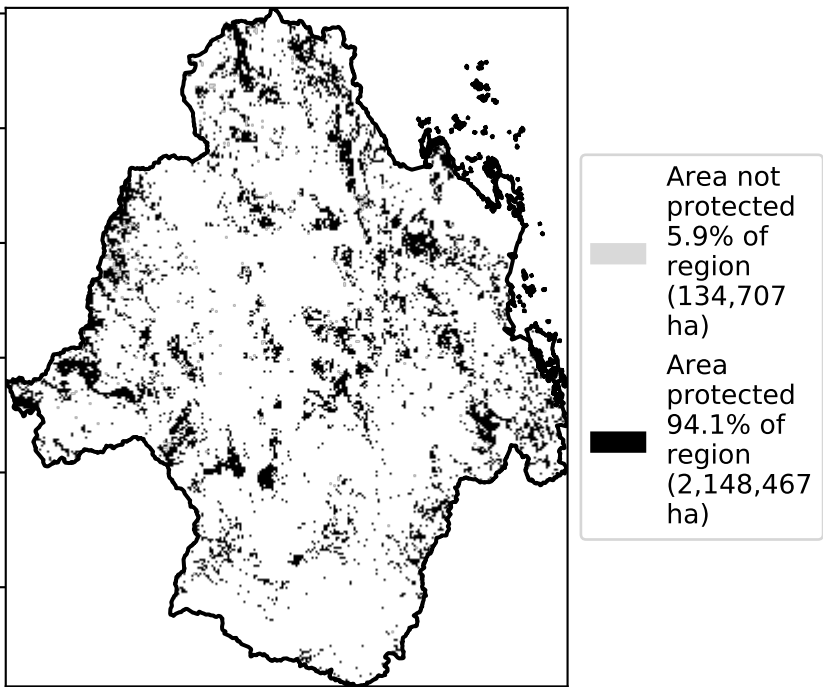 Area not
protected
5.9% of
region
(134,707
ha)
Area
protected
94.1% of
region
(2,148,467
ha)